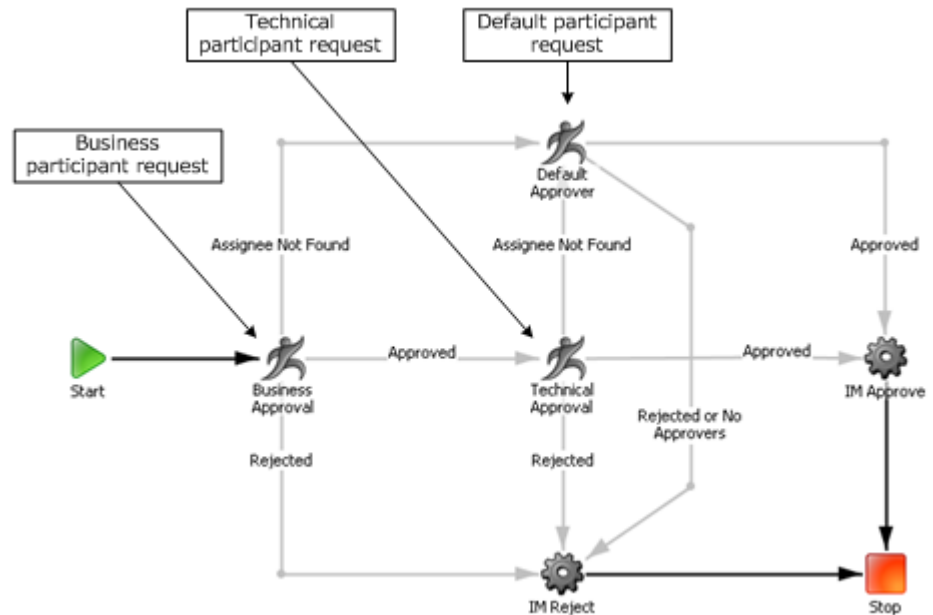 Technical
participant request
Default participant
request
Business
participant request
Default
Approver
Assignee Not Found
Assignee Not Found
Approved
Start
Business
Approval
Approved
Technical
Approval
Approved
IM Approve
Rejected
Rejected
Rejected or No
Approvers
IM Reject
Stop